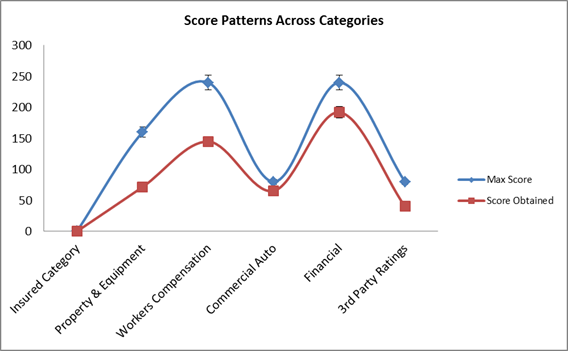 Score Patterns Across Categories
300
250
200
150
100
50
0
Insured Category
Property & Equipment
Workers Compensation
Commercial Auto
Financial
3rd Party Ratings
Max Score
Score Obtained